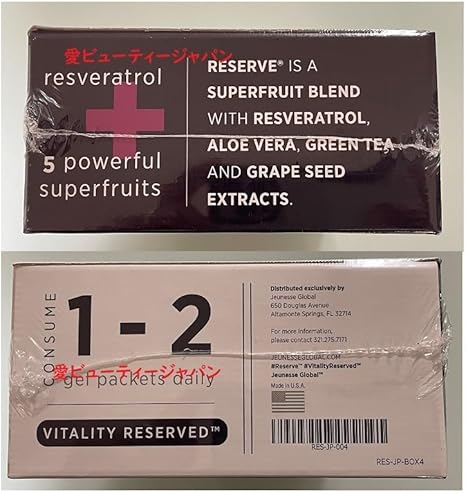 愛ビューティージャパン
resveratrol
5 powerful
superfruits
RESERVE® IS A
SUPERFRUIT BLEND
WITH RESVERATROL,
ALOE VERA, GREEN TEA
AND GRAPE SEED
EXTRACTS.
CONSUME
1 - 2
愛ビューティージャパン
gel packets daily
VITALITY RESERVED™
Distributed exclusively by
Jeunesse Global
650 Douglas Avenue
Altamonte Springs, FL 32714
For more information,
please contact 321.275.7171
JEUNESSEGLOBAL.COM
#Reserve™ #VitalityReserved™
Jeunesse Global™
Made in U.S.A.
RES-JP-004
RES-JP-BOX4